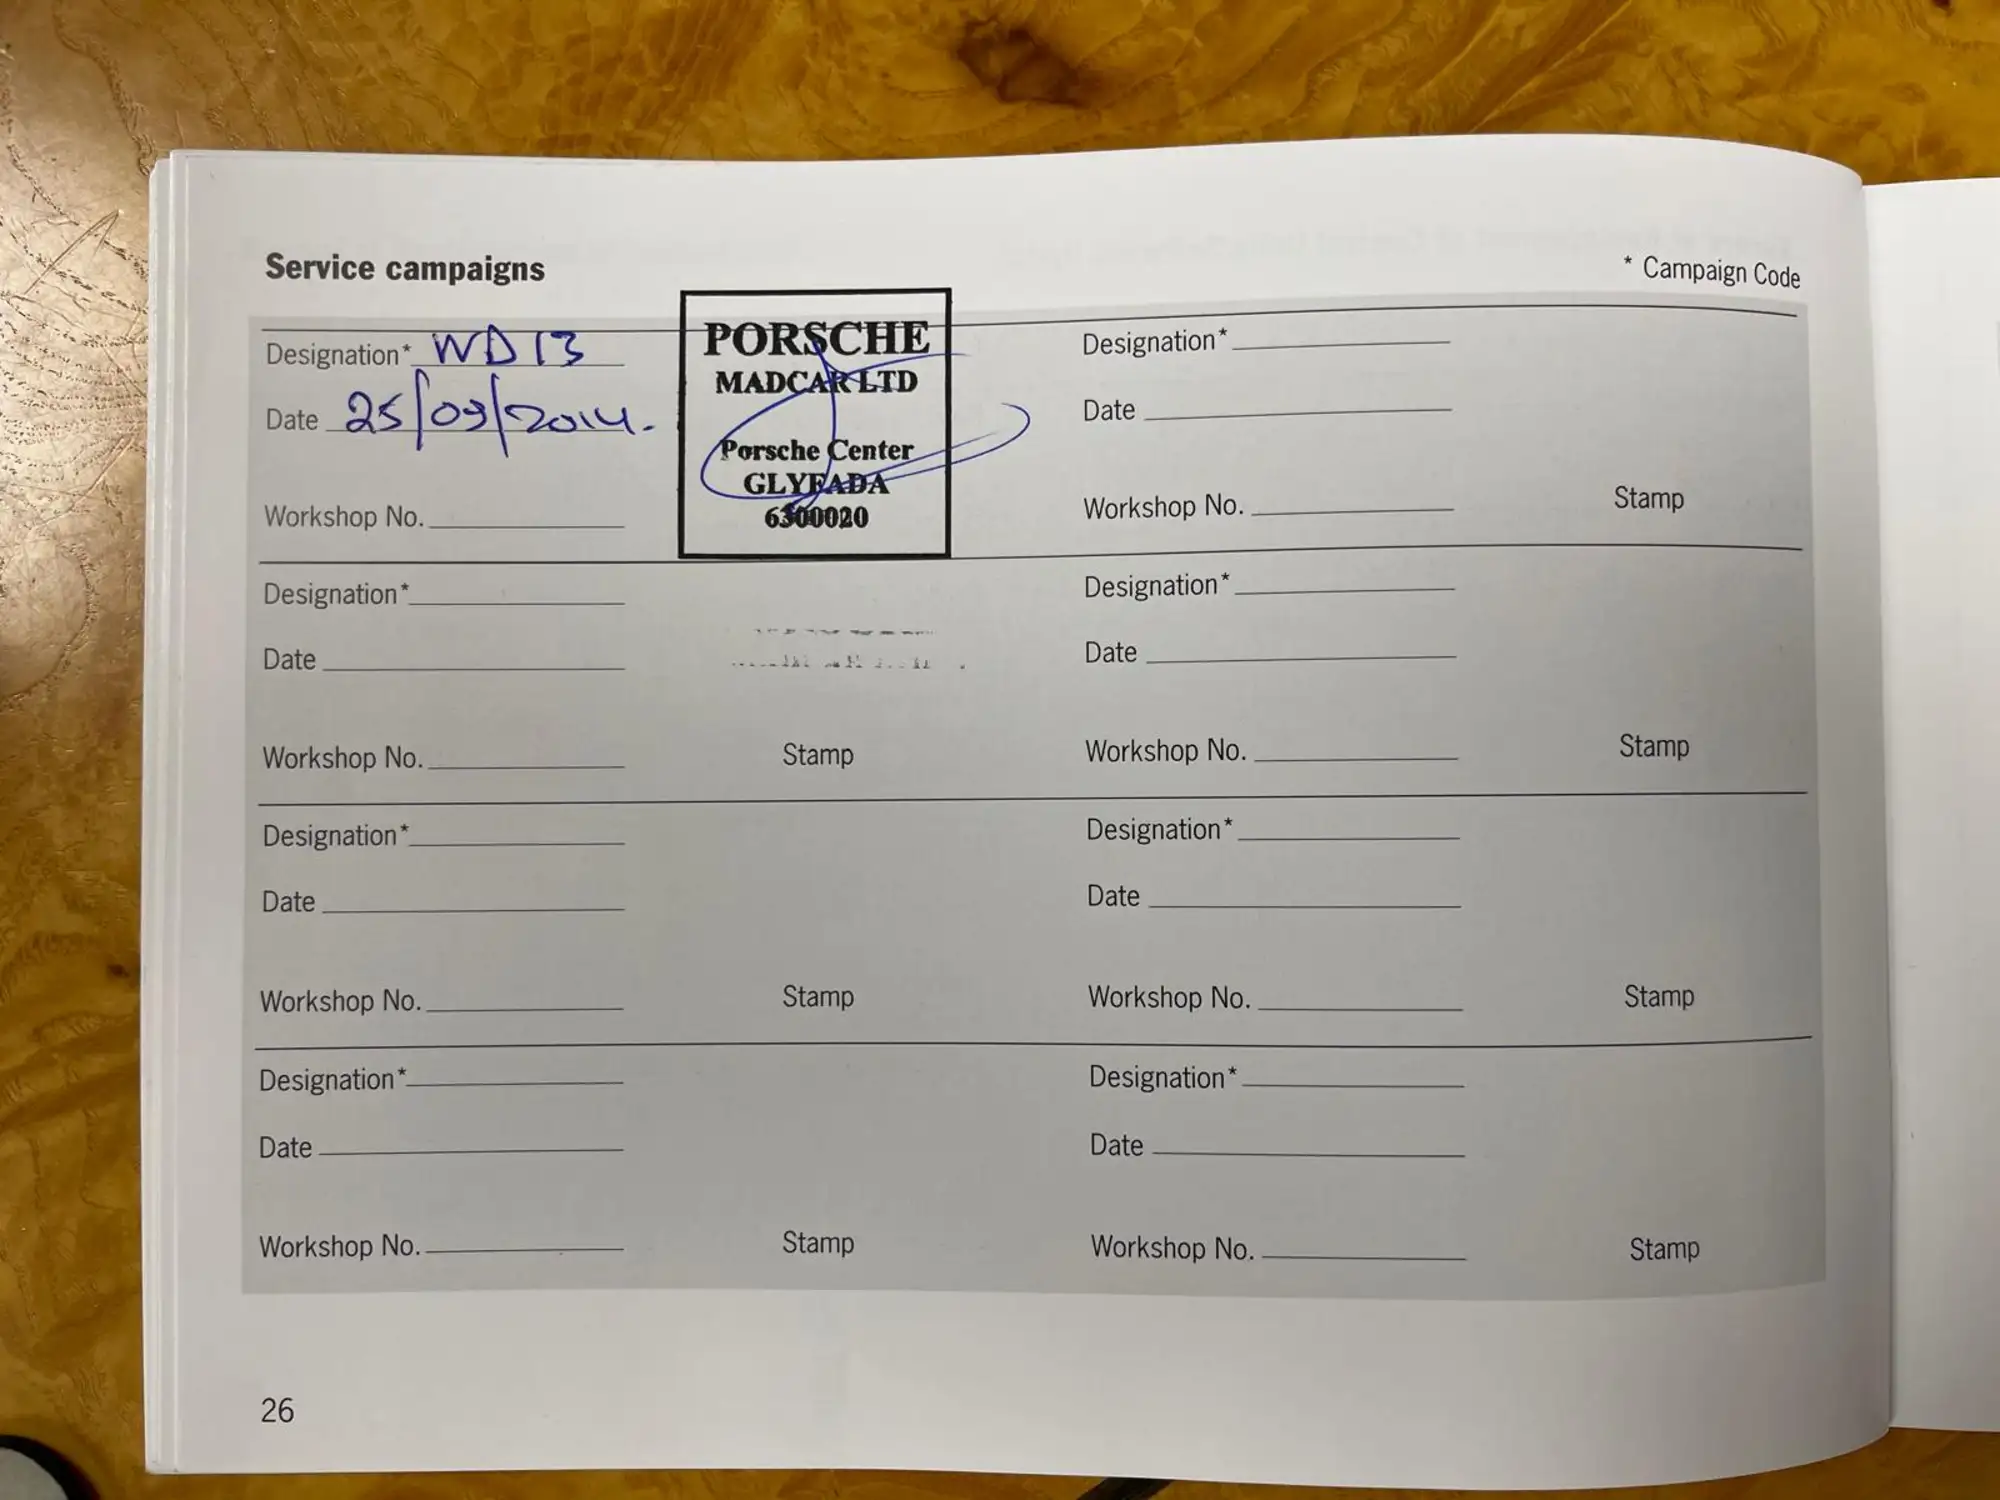 Service campaigns
* Campaign Code
Designation* WD13
Date 25/09/2014.
Workshop No.
PORSCHE
MADCAR LTD
Porsche Center
GLYFADA
6300020
Designation*
Date
Workshop No. Stamp
Designation*
Date
Workshop No. Stamp
Designation*
Date
Workshop No. Stamp
Designation*
Date
Workshop No. Stamp
Designation*
Date
Workshop No. Stamp
Designation*
Date
Workshop No. Stamp
Designation*
Date
Workshop No. Stamp
26